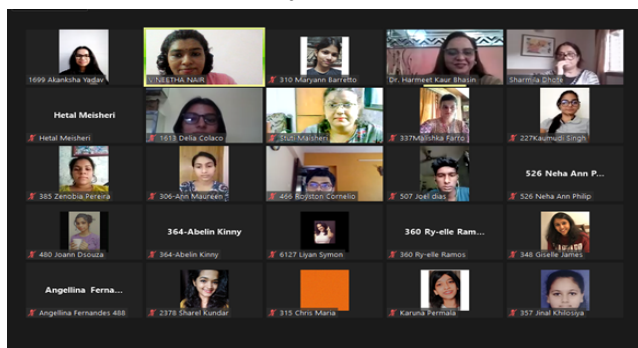 1699 Akanksha Yadav
VINEETHA NAIR
310 Maryann Barretto
Dr. Harmeet Kaur Bhasin
Sharmila Dhote
Hetal Meisheri
Hetal Meisheri
1613 Delia Colaco
Stuti Maisheri
337Malishka Farro
227Kaumudi Singh
385 Zenobia Pereira
306-Ann Maureen
466 Royston Cornelio
507 Joel dias
526 Neha Ann P...
526 Neha Ann Philip
480 Joann Dsouza
364-Abelin Kinny
364-Abelin Kinny
6127 Liyan Symon
360 Ry-elle Ram...
360 Ry-elle Ramos
348 Giselle James
Angellina Ferna...
Angellina Fernandes 488
2378 Sharel Kundar
315 Chris Maria
Karuna Permala
357 Jinal Khilosiya